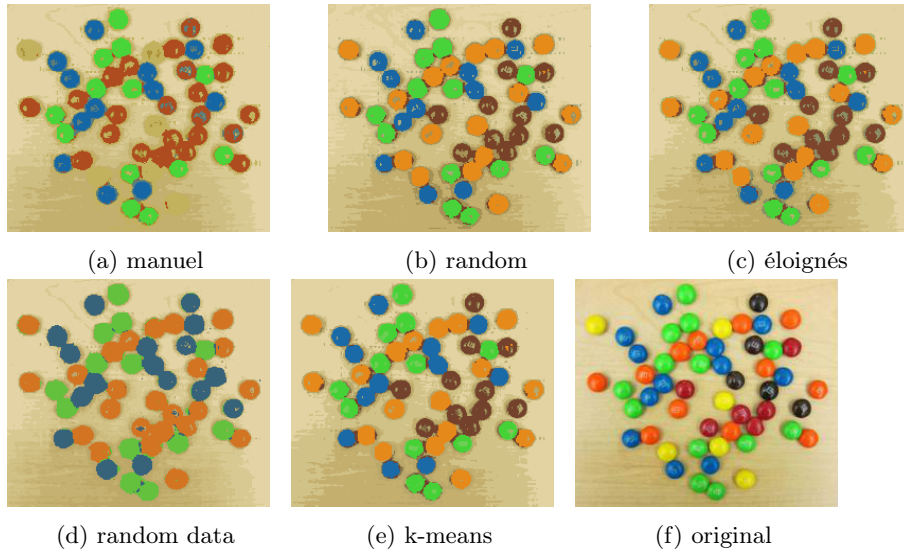 (a) manuel
(b) random
(c) éloignés
(d) random data
(e) k-means
(f) original